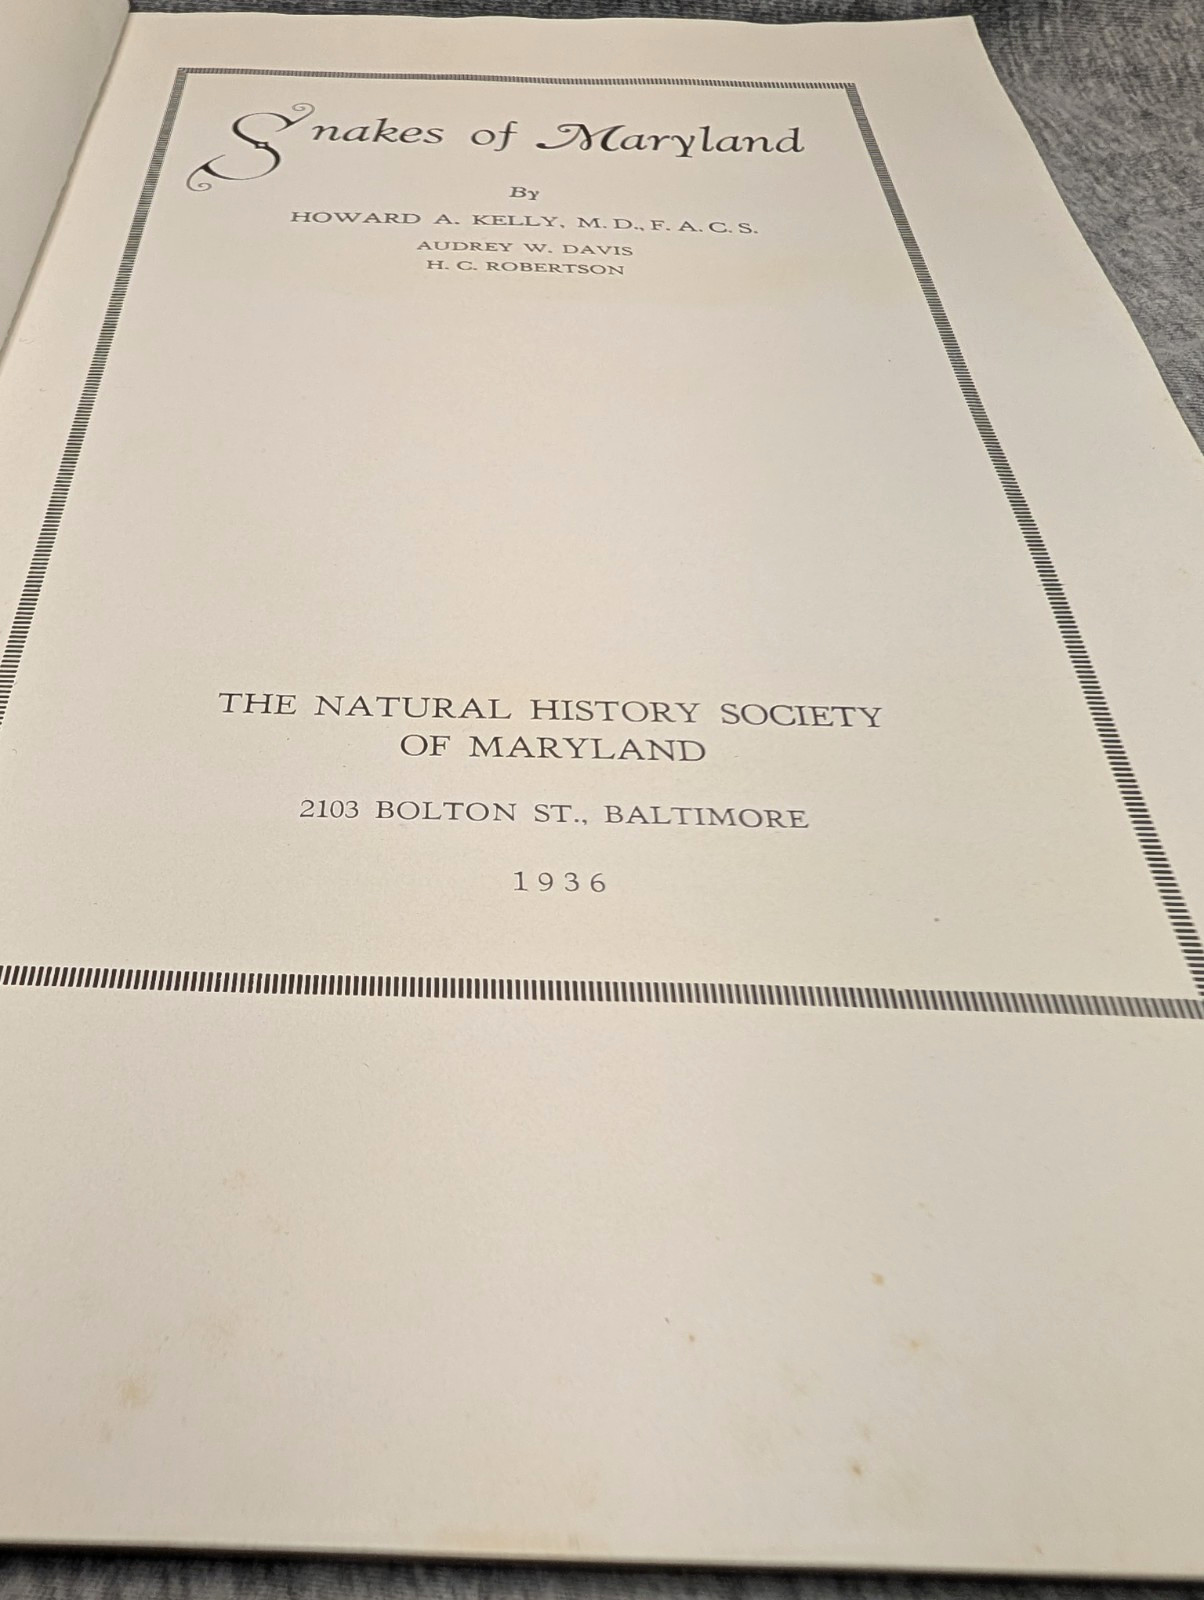 Snakes of Maryland
By
HOWARD A. KELLY, M. D., F. A. C. S.
AUDREY W. DAVIS
H. C. ROBERTSON
THE NATURAL HISTORY SOCIETY
OF MARYLAND
2103 BOLTON ST., BALTIMORE
1936